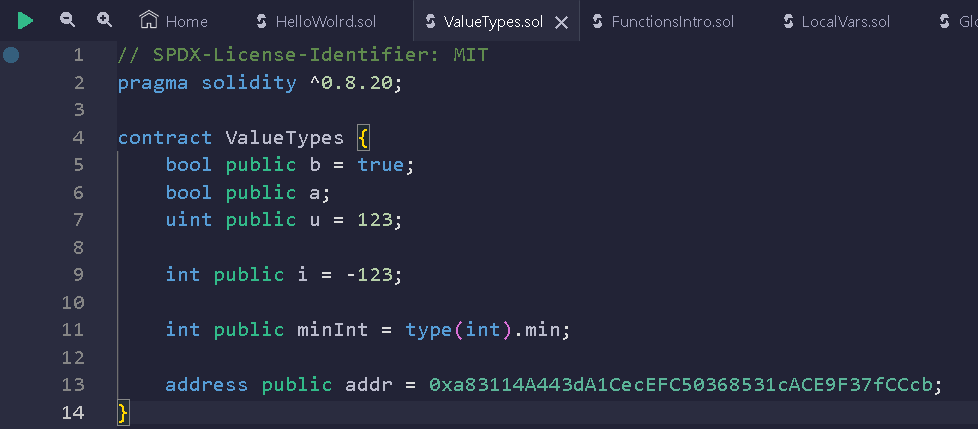 Home HelloWolrd.sol ValueTypes.sol FunctionsIntro.sol LocalVars.sol Glo
1 // SPDX-License-Identifier: MIT
2 pragma solidity ^0.8.20;
3
4 contract ValueTypes {
5 bool public b = true;
6 bool public a;
7 uint public u = 123;
8
9 int public i = -123;
10
11 int public minInt = type(int).min;
12
13 address public addr = 0xa83114A443dA1CecEFC50368531cACE9F37fCCcb;
14 }